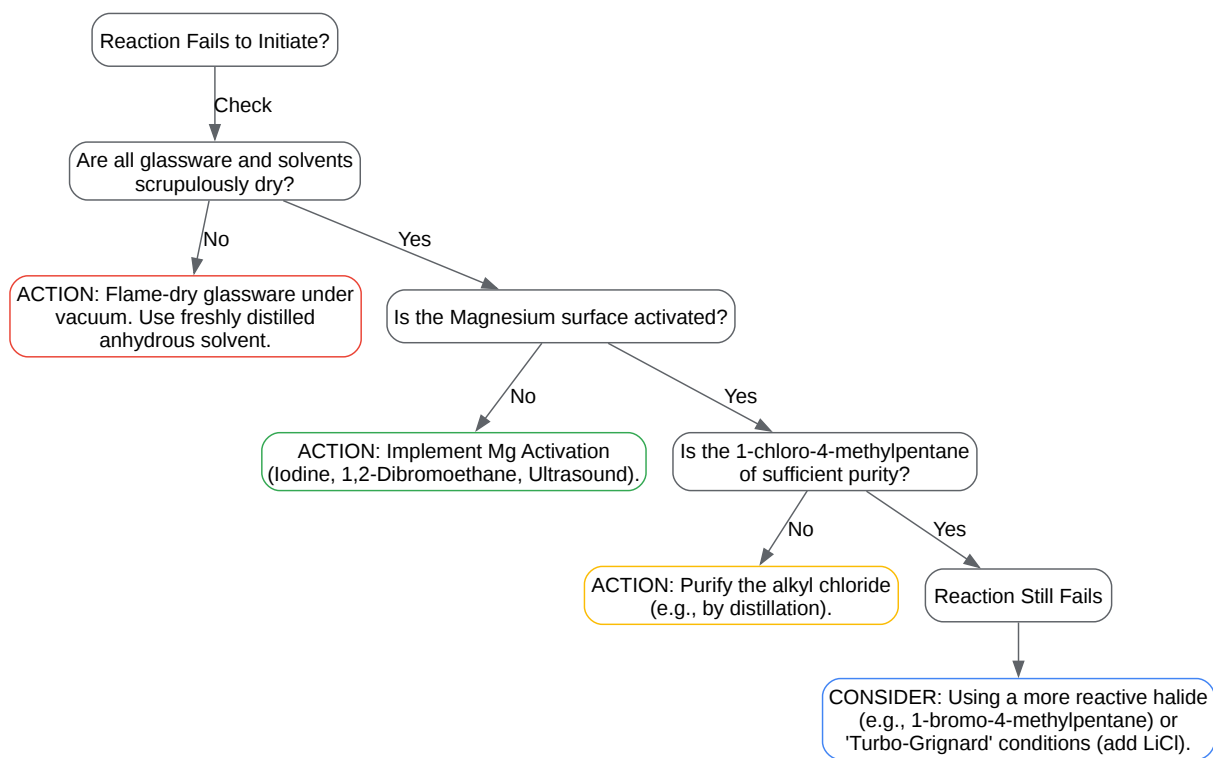 Reaction Fails to Initiate?
Check
Are all glassware and solvents
scrupulously dry?
No
Yes
ACTION: Flame-dry glassware under
vacuum. Use freshly distilled
anhydrous solvent.
Is the Magnesium surface activated?
No
Yes
ACTION: Implement Mg Activation
(Iodine, 1,2-Dibromoethane, Ultrasound).
Is the 1-chloro-4-methylpentane
of sufficient purity?
No
Yes
ACTION: Purify the alkyl chloride
(e.g., by distillation).
Reaction Still Fails
CONSIDER: Using a more reactive halide
(e.g., 1-bromo-4-methylpentane) or
'Turbo-Grignard' conditions (add LiCl).